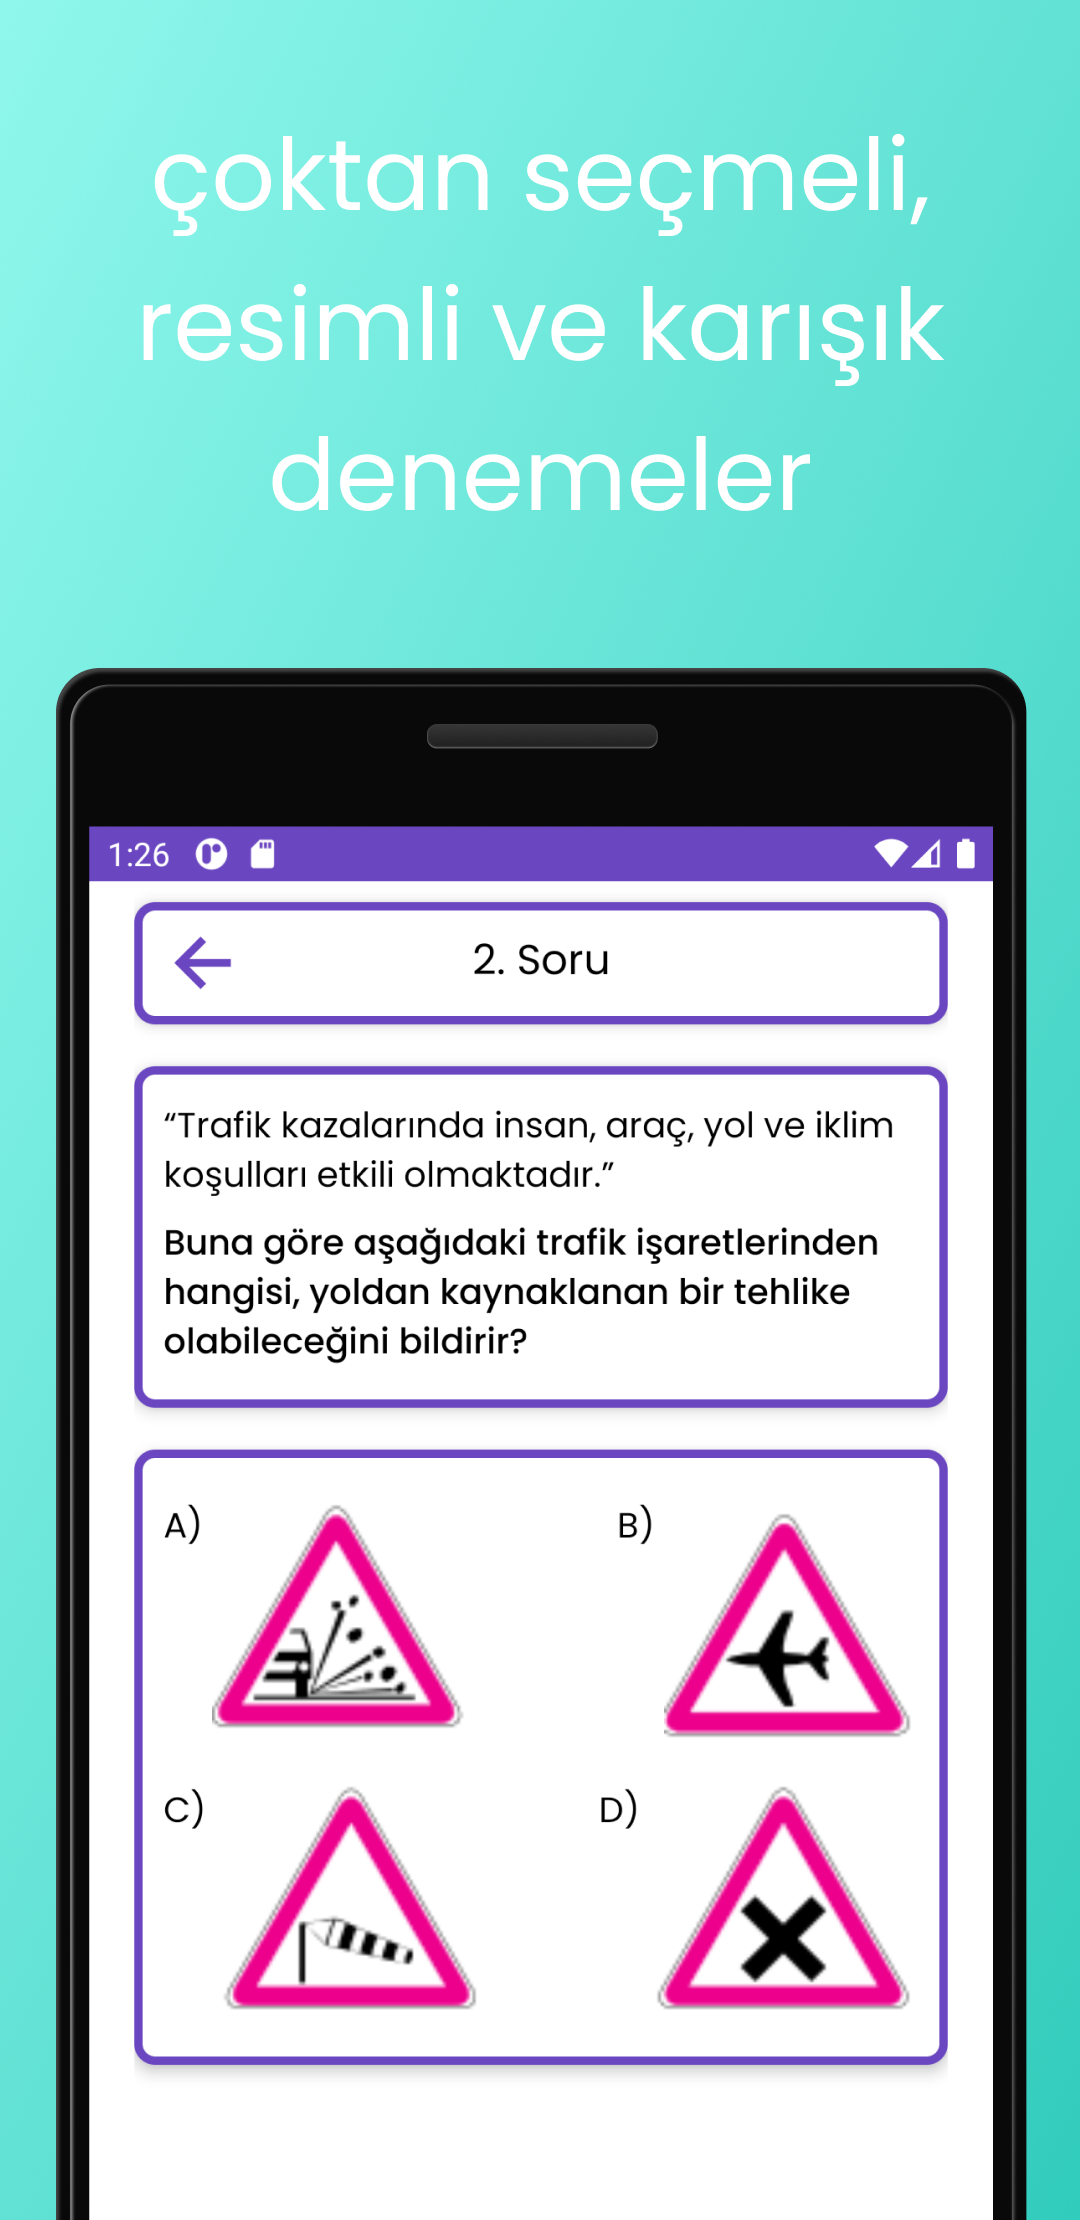 çoktan seçmeli,
resimli ve karışık
denemeler
1:26
2. Soru
“Trafik kazalarında insan, araç, yol ve iklim
koşulları etkili olmaktadır.”
Buna göre aşağıdaki trafik işaretlerinden
hangisi, yoldan kaynaklanan bir tehlike
olabileceğini bildirir?
A)
B)
C)
D)